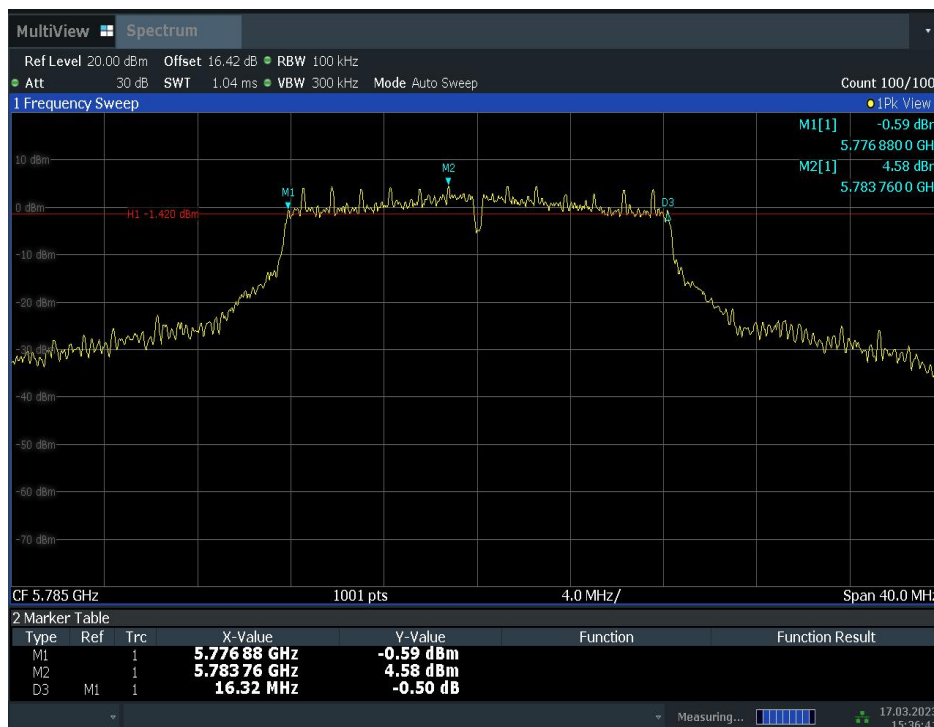 MultiView Spectrum
Ref Level 20.00 dBm Offset 16.42 dB RBW 100 kHz
Att 30 dB SWT 1.04 ms VBW 300 kHz Mode Auto Sweep Count 100/100
1 Frequency Sweep 1Pk View
M1[1] -0.59 dBr
5.776 880 0 GH
M2[1] 4.58 dBr
5.783 760 0 GH
10 dBm
M2
M1
D3
0 dBm
H1 -1.420 dBm
-10 dBm
-20 dBm
-30 dBm
-40 dBm
-50 dBm
-60 dBm
-70 dBm
CF 5.785 GHz 1001 pts 4.0 MHz/ Span 40.0 MHz
2 Marker Table
Type Ref Trc X-Value Y-Value Function Function Result
M1 1 5.776 88 GHz -0.59 dBm
M2 1 5.783 76 GHz 4.58 dBm
D3 M1 1 16.32 MHz -0.50 dB
Measuring... 17.03.2023